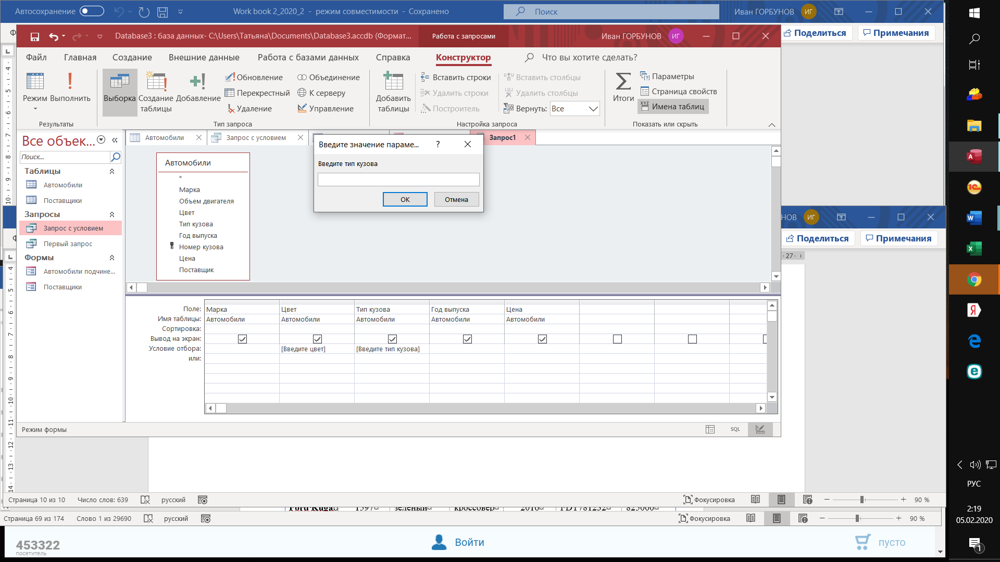 Автосохранение
Work book 2_2020_2 - режим совместимости - Сохранено
Поиск
Иван ГОРБУНОВ
ИГ
Поделиться
Примечания
Database3 : база данных- C:\Users\Татьяна\Documents\Database3.accdb (Формат...
Работа с запросами
Иван ГОРБУНОВ
ИГ
Файл
Главная
Создание
Внешние данные
Работа с базами данных
Справка
Конструктор
Что вы хотите сделать?
Режим
Выполнить
Результаты
Выборка
Создание таблицы
Добавление
Обновление
Перекрестный
Удаление
Объединение
К серверу
Управление
Тип запроса
Добавить таблицы
Вставить строки
Удалить строки
Построитель
Вставить столбцы
Удалить столбцы
Вернуть: Все
Настройка запроса
Итоги
Параметры
Страница свойств
Имена таблиц
Показать или скрыть
Все объек...
Поиск...
Таблицы
Автомобили
Поставщики
Запросы
Запрос с условием
Первый запрос
Формы
Автомобили подчине...
Поставщики
Автомобили
Запрос с условием
Запрос1
Автомобили
*
Марка
Объем двигателя
Цвет
Тип кузова
Год выпуска
Номер кузова
Цена
Поставщик
Введите значение параме...
?
Введите тип кузова
ОК
Отмена
НОВ
ИГ
Поделиться
Примечания
27
Поле: Марка Цвет Тип кузова Год выпуска Цена
Имя таблицы: Автомобили Автомобили Автомобили Автомобили Автомобили
Сортировка:
Вывод на экран:
Условие отбора: [Введите цвет] [Введите тип кузова]
или:
Режим формы
SQL
Страница 10 из 10
Число слов: 639
русский
Фокусировка
90 %
Ford Kuga 1597 зеленый кроссовер 2016 FD1781252 825000
Страница 69 из 174
Слово 1 из 29690
русский
Фокусировка
90 %
453322
посетитель
Войти
пусто
РУС
2:19
05.02.2020
1